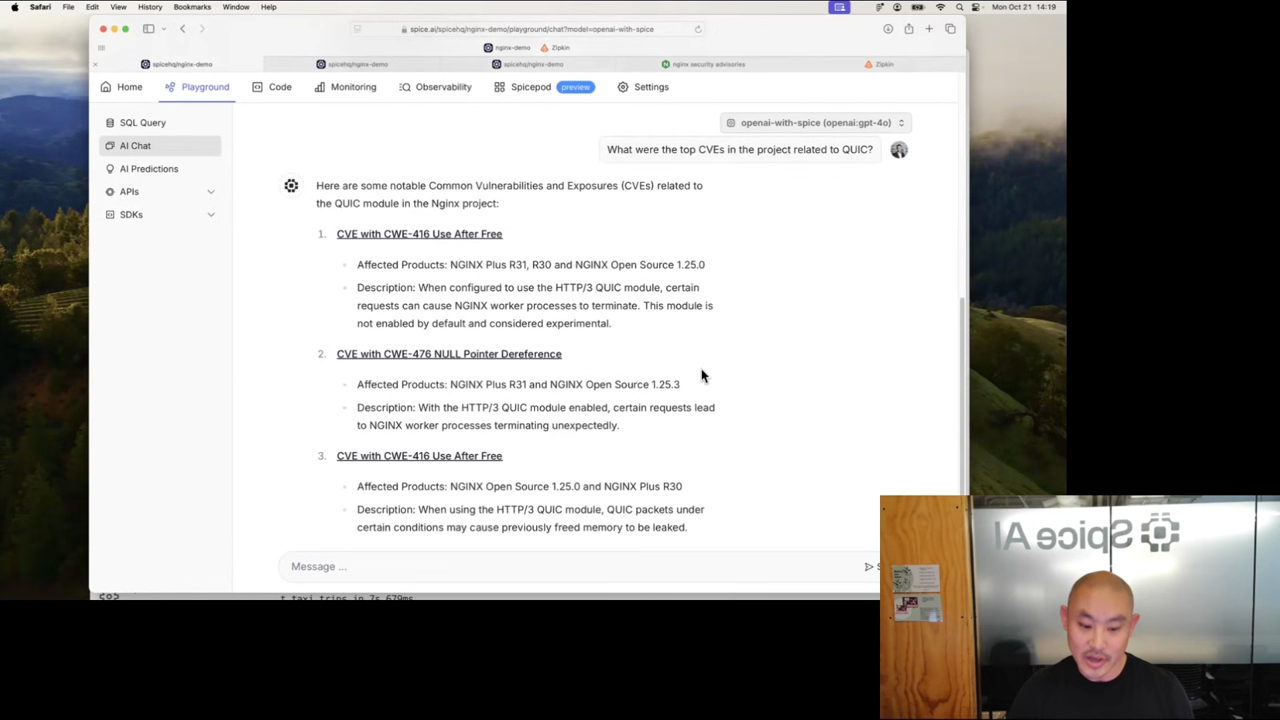 Safari File Edit View History Bookmarks Window Help
Mon Oct 21 14:19
spice.ai/spicehq/nginx-demo/playground/chat?model=openai-with-spice
nginx-demo Zipkin
spicehq/nginx-demo spicehq/nginx-demo spicehq/nginx-demo nginx security advisories Zipkin
Home Playground Code Monitoring Observability Spicepod preview Settings
SQL Query
AI Chat
AI Predictions
APIs
SDKs
openai-with-spice (openai:gpt-4o)
What were the top CVEs in the project related to QUIC?
Here are some notable Common Vulnerabilities and Exposures (CVEs) related to
the QUIC module in the Nginx project:
1. CVE with CWE-416 Use After Free
Affected Products: NGINX Plus R31, R30 and NGINX Open Source 1.25.0
Description: When configured to use the HTTP/3 QUIC module, certain
requests can cause NGINX worker processes to terminate. This module is
not enabled by default and considered experimental.
2. CVE with CWE-476 NULL Pointer Dereference
Affected Products: NGINX Plus R31 and NGINX Open Source 1.25.3
Description: With the HTTP/3 QUIC module enabled, certain requests lead
to NGINX worker processes terminating unexpectedly.
3. CVE with CWE-416 Use After Free
Affected Products: NGINX Open Source 1.25.0 and NGINX Plus R30
Description: When using the HTTP/3 QUIC module, QUIC packets under
certain conditions may cause previously freed memory to be leaked.
Message ...
t taxi trips in 7s 679ms
Spice AI